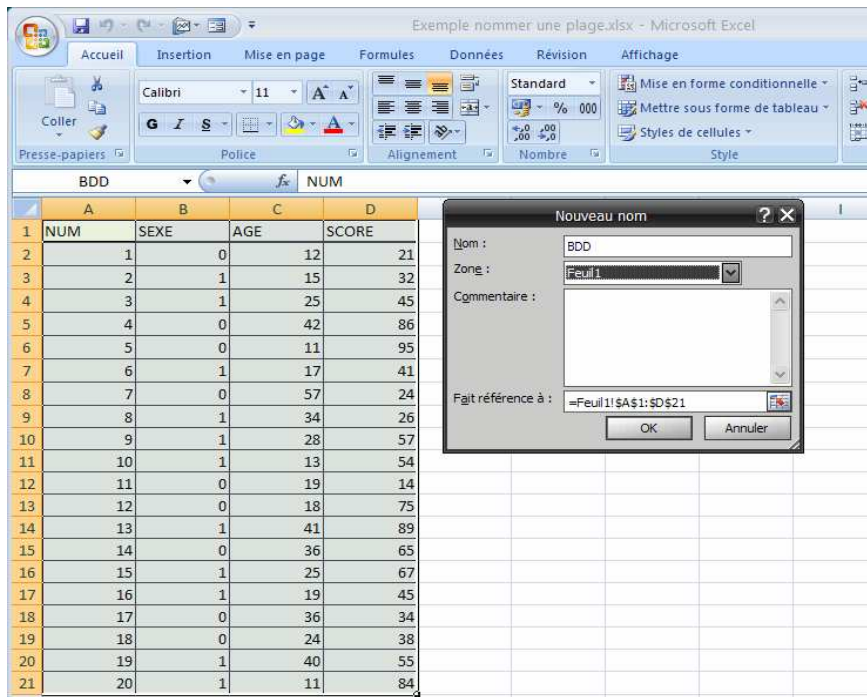 Exemple nommer une plage.xlsx - Microsoft Excel
Accueil Insertion Mise en page Formules Données Révision Affichage
Coller
Calibri 11 A A
G I S A
Standard
% 000
,00 ,00
Mise en forme conditionnelle
Mettre sous forme de tableau
Styles de cellules
Presse-papiers Police Alignement Nombre Style
BDD fx NUM
A B C D I
1 NUM SEXE AGE SCORE
2 1 0 12 21
3 2 1 15 32
4 3 1 25 45
5 4 0 42 86
6 5 0 11 95
7 6 1 17 41
8 7 0 57 24
9 8 1 34 26
10 9 1 28 57
11 10 1 13 54
12 11 0 19 14
13 12 0 18 75
14 13 1 41 89
15 14 0 36 65
16 15 1 25 67
17 16 1 19 45
18 17 0 36 34
19 18 0 24 38
20 19 1 40 55
21 20 1 11 84
Nouveau nom ? X
Nom : BDD
Zone : Feuil1
Commentaire :
Fait référence à : =Feuil1!$A$1:$D$21
OK Annuler